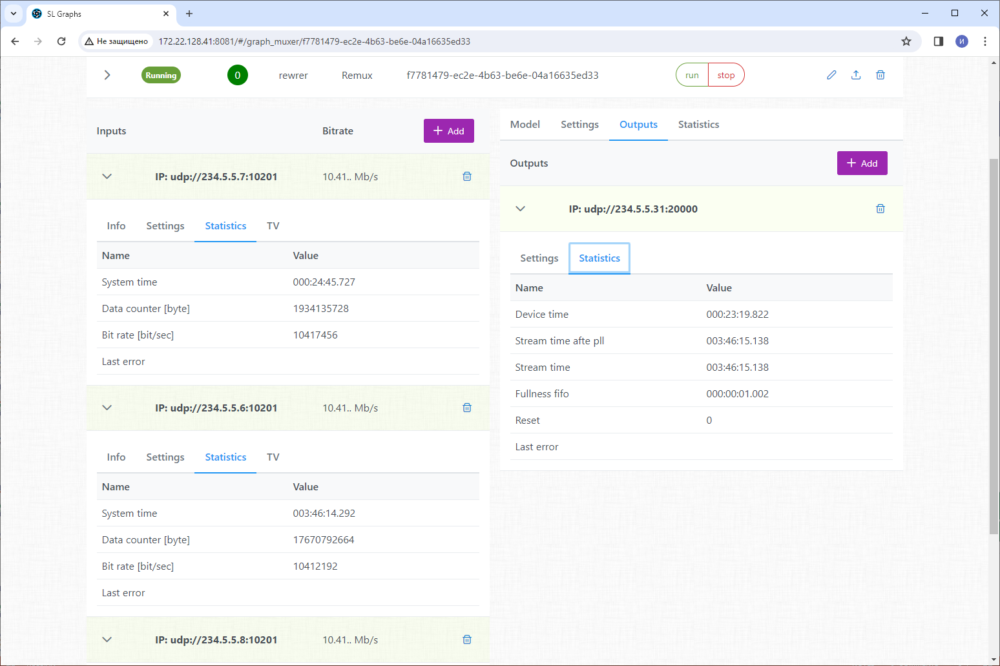 SL Graphs
Не защищено
172.22.128.41:8081/#/graph_muxer/f7781479-ec2e-4b63-be6e-04a16635ed33
И
Running
0
rewrer
Remux
f7781479-ec2e-4b63-be6e-04a16635ed33
run
stop
Inputs
Bitrate
Add
IP: udp://234.5.5.7:10201
10.41.. Mb/s
Info
Settings
Statistics
TV
Name
Value
System time
000:24:45.727
Data counter [byte]
1934135728
Bit rate [bit/sec]
10417456
Last error
IP: udp://234.5.5.6:10201
10.41.. Mb/s
Info
Settings
Statistics
TV
Name
Value
System time
003:46:14.292
Data counter [byte]
17670792664
Bit rate [bit/sec]
10412192
Last error
IP: udp://234.5.5.8:10201
10.41.. Mb/s
Model
Settings
Outputs
Statistics
Outputs
Add
IP: udp://234.5.5.31:20000
Settings
Statistics
Name
Value
Device time
000:23:19.822
Stream time afte pll
003:46:15.138
Stream time
003:46:15.138
Fullness fifo
000:00:01.002
Reset
0
Last error